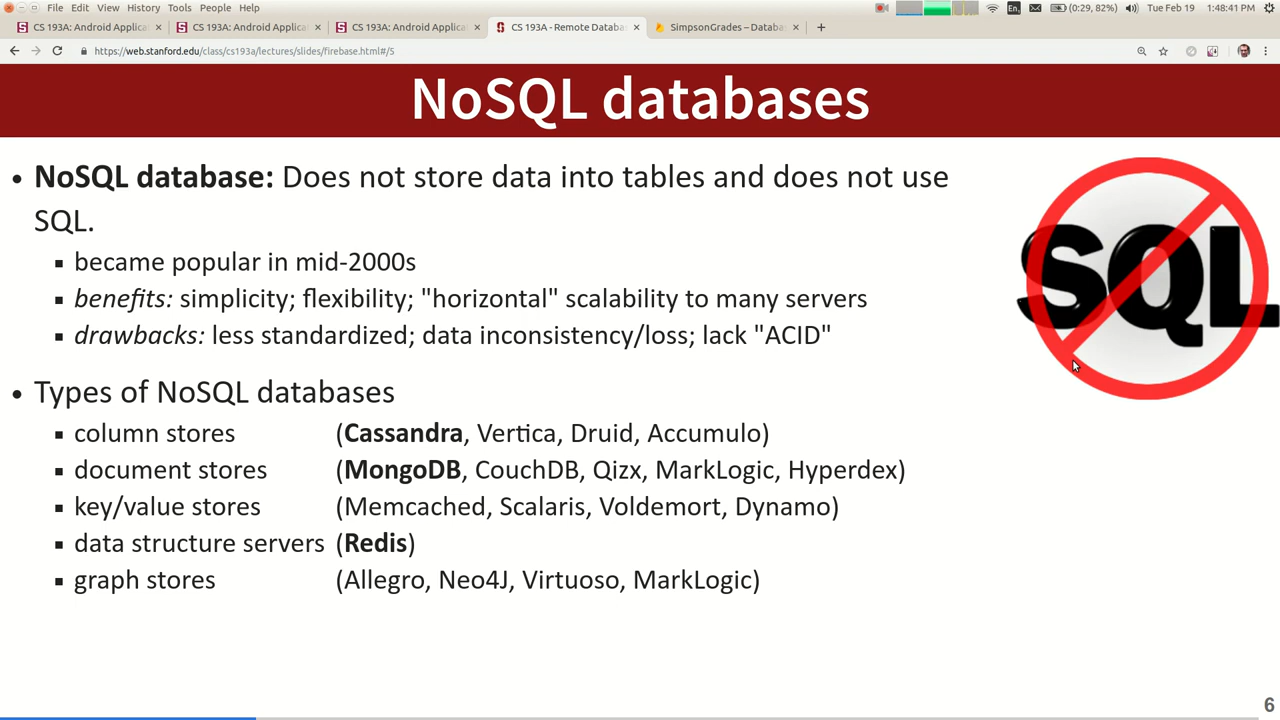 File Edit View History Tools People Help
En
(0:29, 82%)
Tue Feb 19
1:48:41 PM
CS 193A: Android Applica
CS 193A: Android Applic
CS 193A: Android Applicat
CS 193A - Remote Databa
SimpsonGrades – Databa
https://web.stanford.edu/class/cs193a/lectures/slides/firebase.html#/5
NoSQL databases
• NoSQL database: Does not store data into tables and does not use
SQL.
▪ became popular in mid-2000s
▪ benefits: simplicity; flexibility; "horizontal" scalability to many servers
▪ drawbacks: less standardized; data inconsistency/loss; lack "ACID"
SQL
• Types of NoSQL databases
▪ column stores (Cassandra, Vertica, Druid, Accumulo)
▪ document stores (MongoDB, CouchDB, Qizx, MarkLogic, Hyperdex)
▪ key/value stores (Memcached, Scalaris, Voldemort, Dynamo)
▪ data structure servers (Redis)
▪ graph stores (Allegro, Neo4J, Virtuoso, MarkLogic)
6